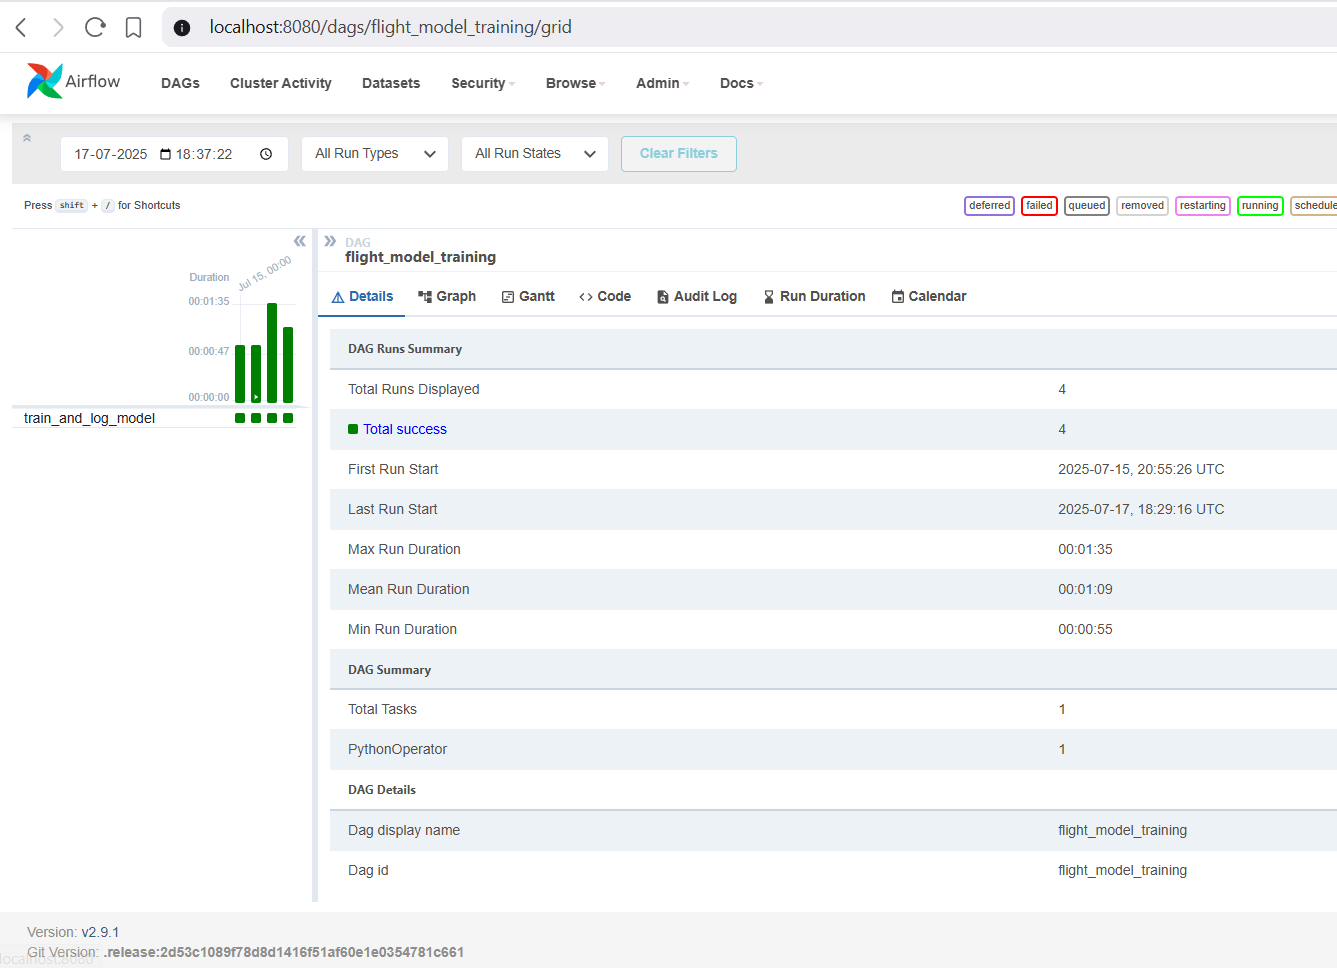 localhost:8080/dags/flight_model_training/grid
Airflow DAGs Cluster Activity Datasets Security Browse Admin Docs
17-07-2025 18:37:22 All Run Types All Run States Clear Filters
Press shift + / for Shortcuts deferred failed queued removed restarting running schedule
Duration
Jul 15, 00:00
00:01:35
00:00:47
00:00:00
train_and_log_model
DAG
flight_model_training
Details Graph Gantt Code Audit Log Run Duration Calendar
DAG Runs Summary
Total Runs Displayed 4
Total success 4
First Run Start 2025-07-15, 20:55:26 UTC
Last Run Start 2025-07-17, 18:29:16 UTC
Max Run Duration 00:01:35
Mean Run Duration 00:01:09
Min Run Duration 00:00:55
DAG Summary
Total Tasks 1
PythonOperator 1
DAG Details
Dag display name flight_model_training
Dag id flight_model_training
Version: v2.9.1
Git Version: .release:2d53c1089f78d8d1416f51af60e1e0354781c661
localhost:8080